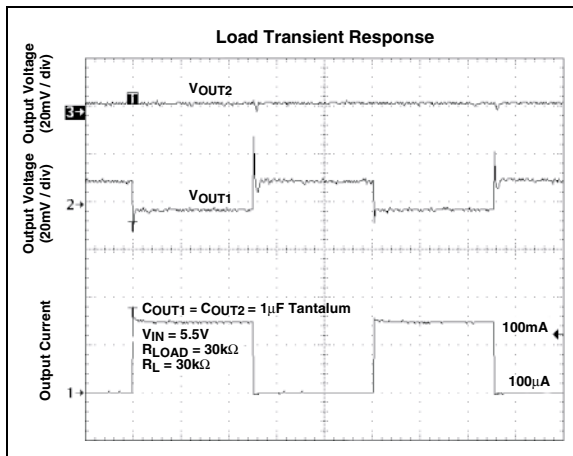 Load Transient Response
Output Voltage
(20mV / div)
Output Voltage
(20mV / div)
Output Current
VOUT2
T
3
2
VOUT1
COUT1 = COUT2 = 1μF Tantalum
VIN = 5.5V
RLOAD = 30kΩ
RL = 30kΩ
100mA
100μA
1